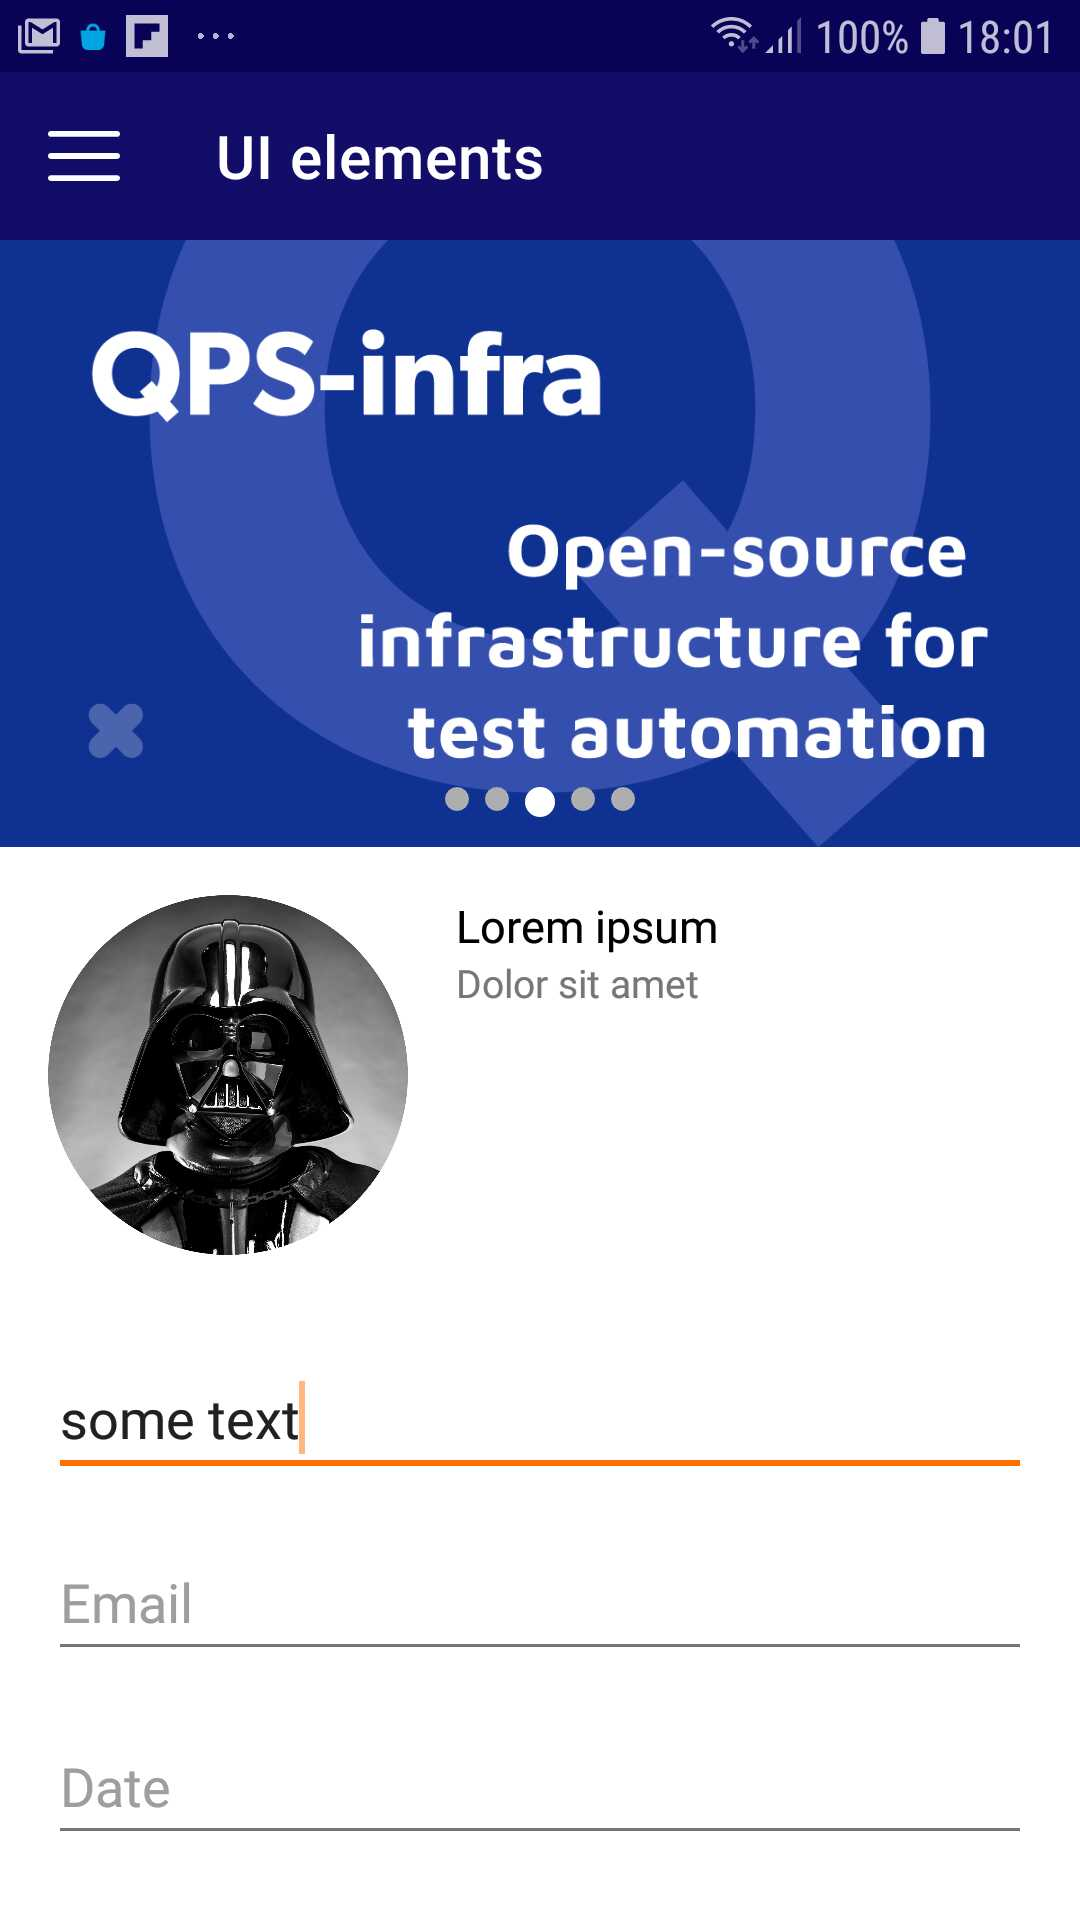 100% 18:01
UI elements
QPS-infra
Open-source
infrastructure for
test automation
Lorem ipsum
Dolor sit amet
some text
Email
Date